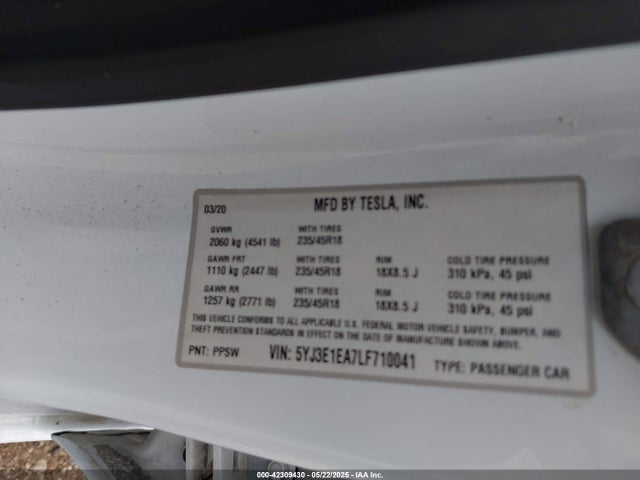 03/20 MFD BY TESLA, INC.
GVWR WITH TIRES
2060 kg (4541 lb) 235/45R18
GAWR FRT WITH TIRES RIM COLD TIRE PRESSURE
1110 kg (2447 lb) 235/45R18 18X8.5 J 310 kPa, 45 psi
GAWR RR WITH TIRES RIM COLD TIRE PRESSURE
1257 kg (2771 lb) 235/45R18 18X8.5 J 310 kPa, 45 psi
THIS VEHICLE CONFORMS TO ALL APPLICABLE U.S. FEDERAL MOTOR VEHICLE SAFETY, BUMPER, AND
THEFT PREVENTION STANDARDS IN EFFECT ON THE DATE OF MANUFACTURE SHOWN ABOVE.
PNT: PPSW VIN: 5YJ3E1EA7LF710041 TYPE: PASSENGER CAR
000-42309430 - 05/22/2025 - IAA Inc.